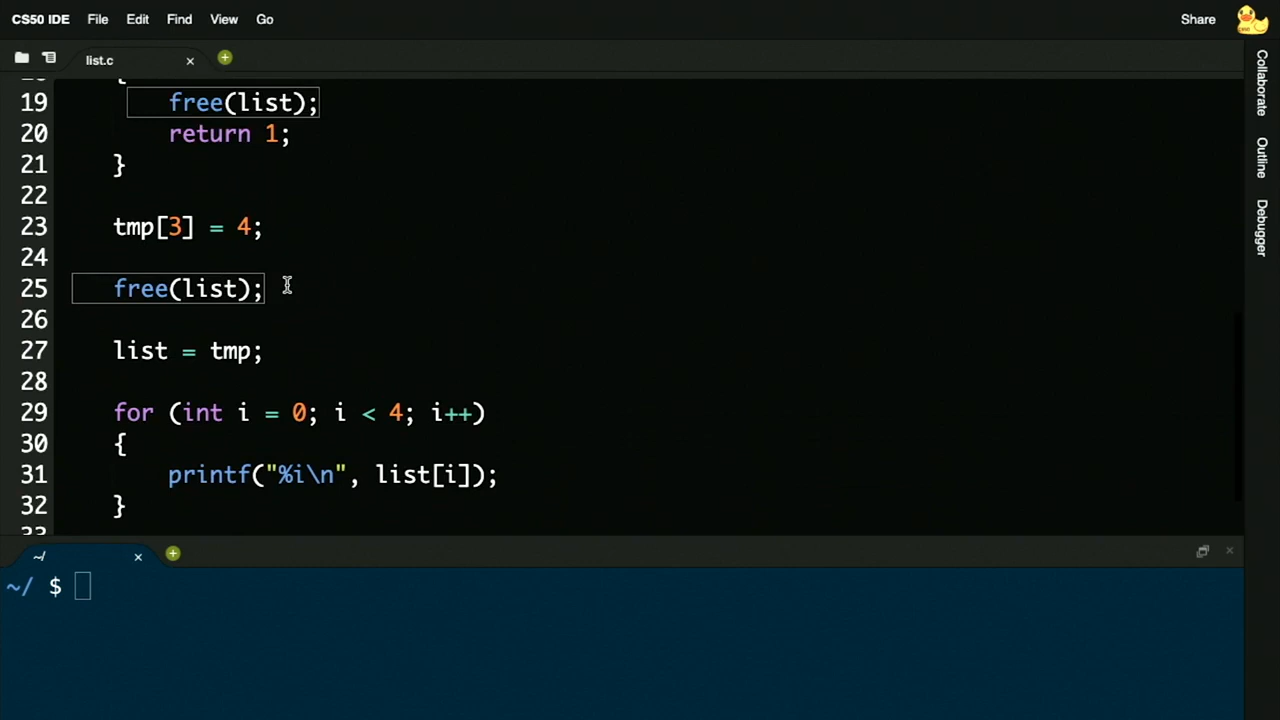 CS50 IDE File Edit Find View Go Share
list.c
19 free(list);
20 return 1;
21 }
22
23 tmp[3] = 4;
24
25 free(list);
26
27 list = tmp;
28
29 for (int i = 0; i < 4; i++)
30 {
31 printf("%i\n", list[i]);
32 }
~/
~/ $
Collaborate
Outline
Debugger